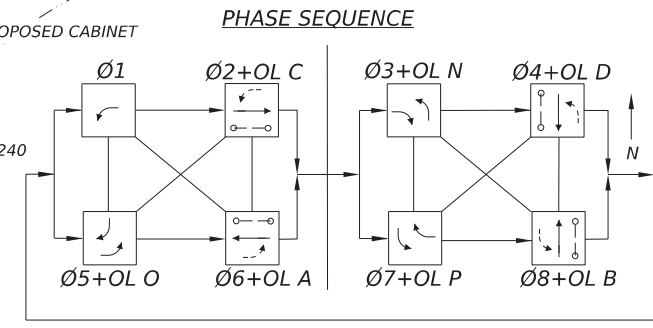 PHASE SEQUENCE
OPOSED CABINET
Ø1
Ø2+OL C
Ø3+OL N
Ø4+OL D
240
N
Ø5+OL O
Ø6+OL A
Ø7+OL P
Ø8+OL B